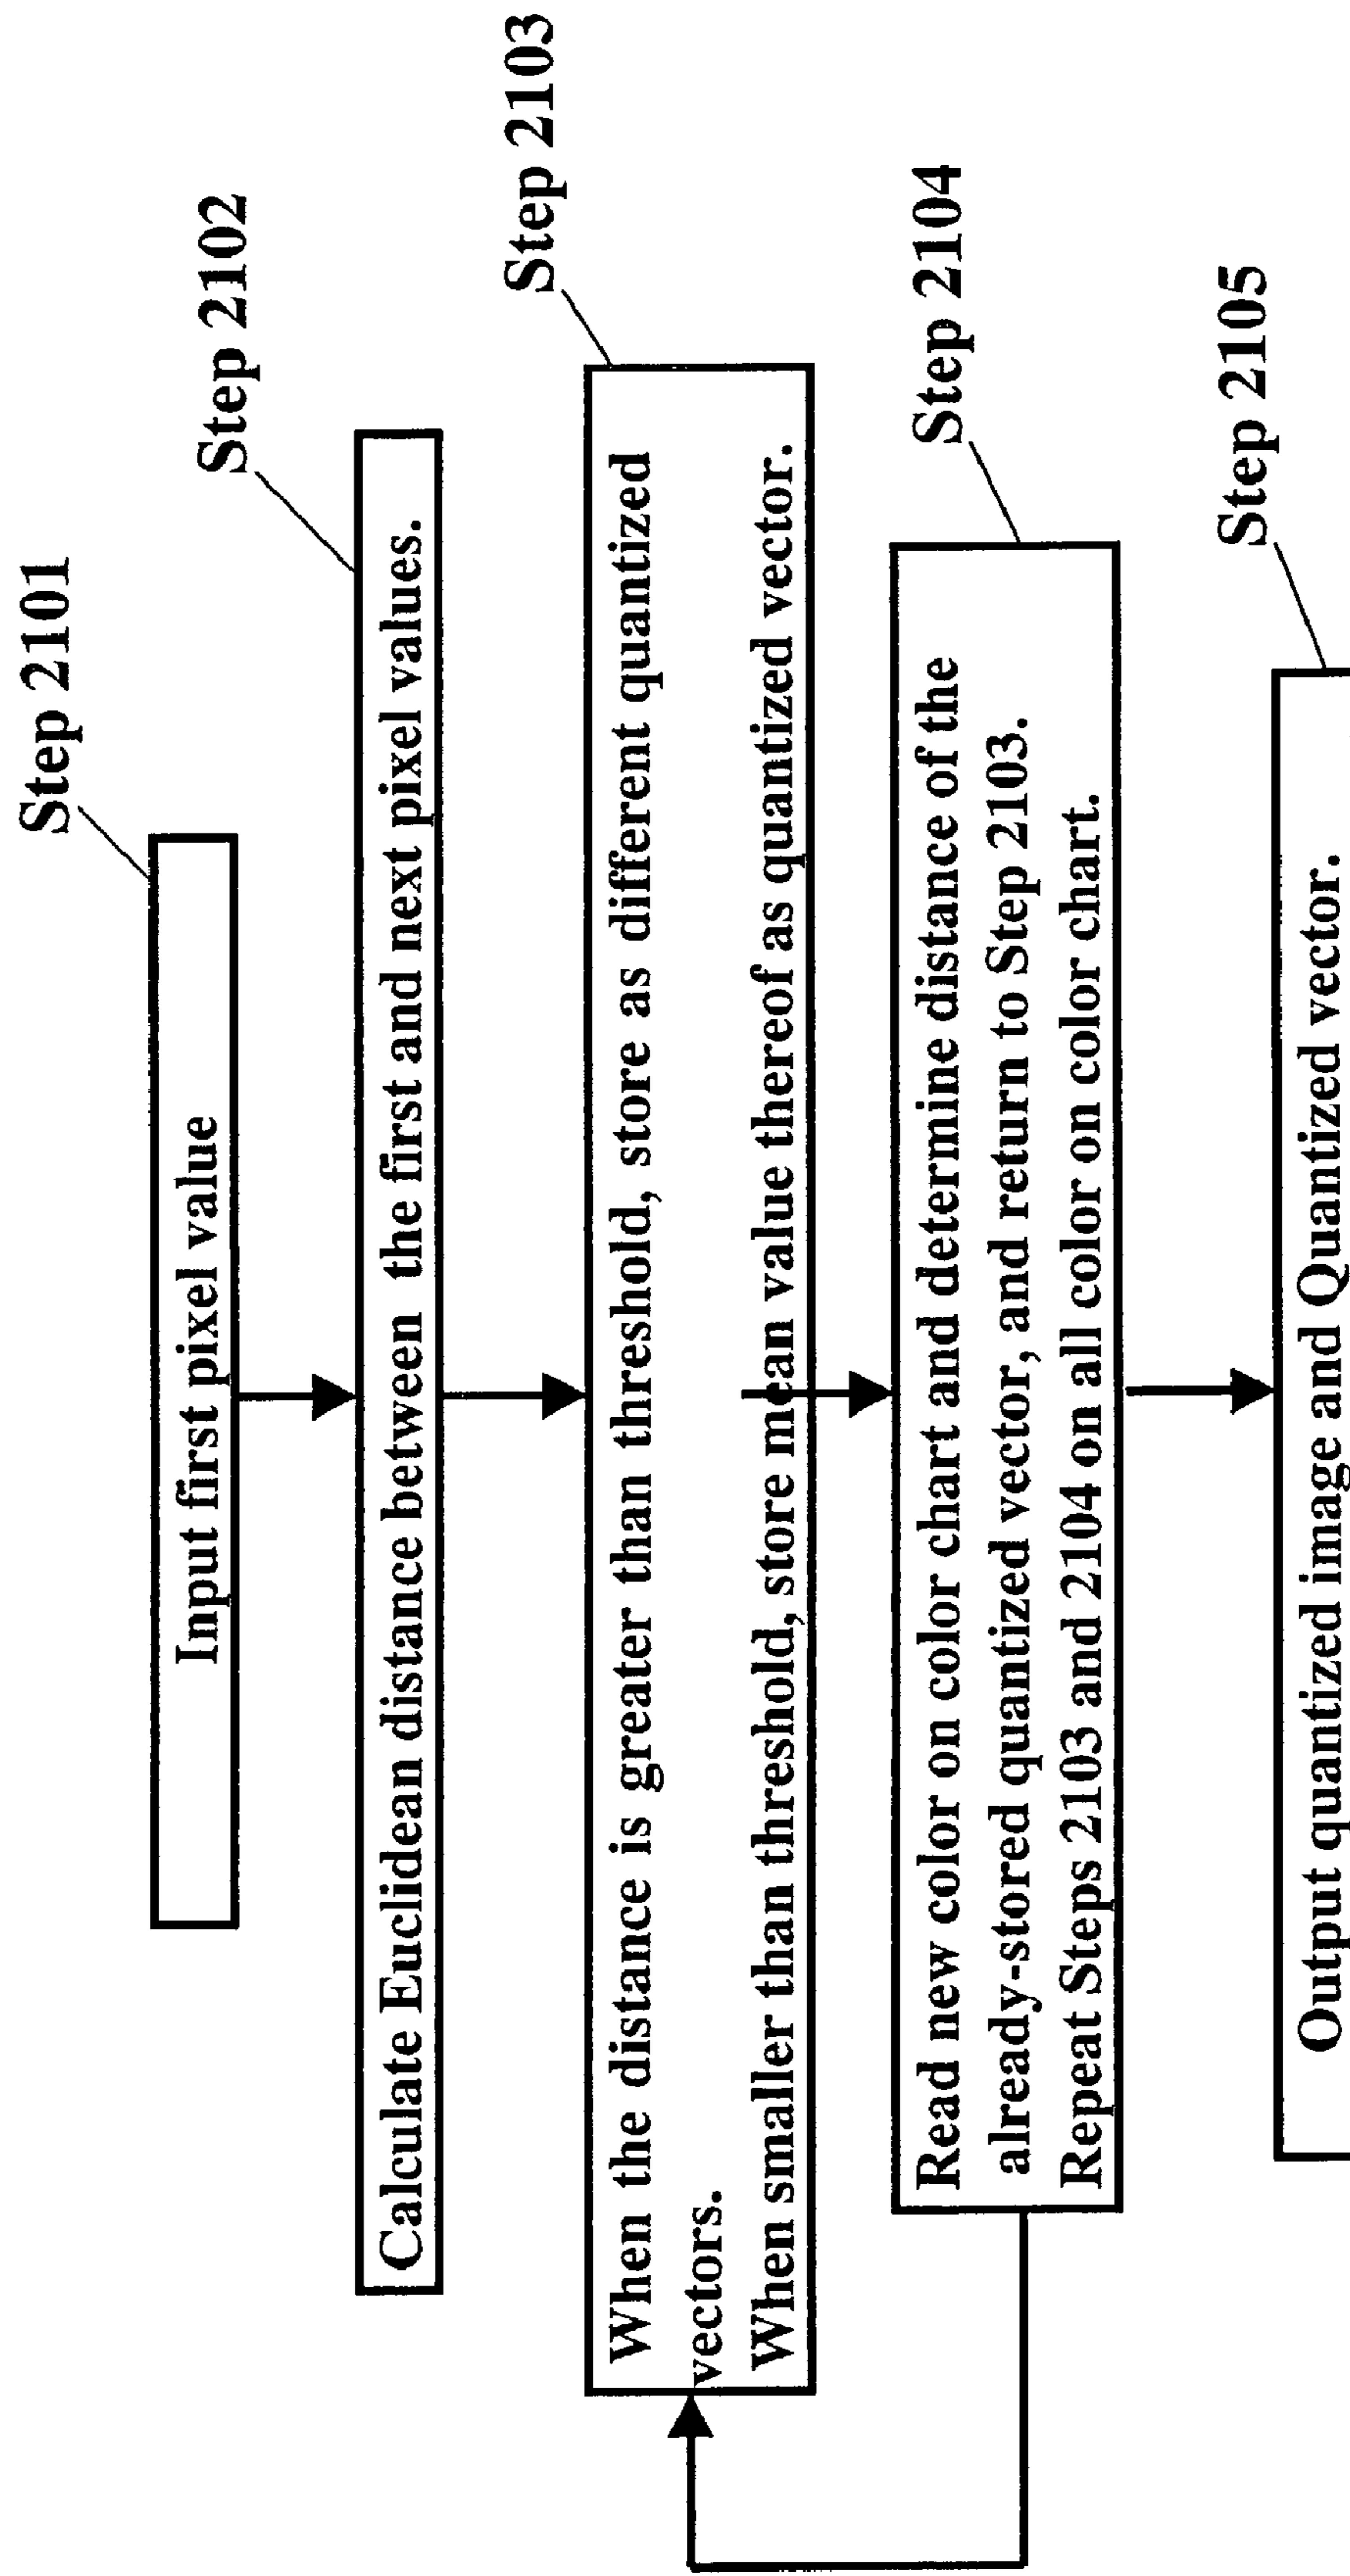 Step 2101
Input first pixel value
Step 2102
Calculate Euclidean distance between the first and next pixel values.
Step 2103
When the distance is greater than threshold, store as different quantized
vectors.
When smaller than threshold, store mean value thereof as quantized vector.
Step 2104
Read new color on color chart and determine distance of the
already-stored quantized vector, and return to Step 2103.
Repeat Steps 2103 and 2104 on all color on color chart.
Step 2105
Output quantized image and Quantized vector.